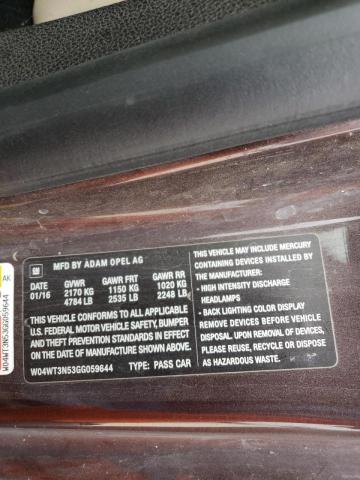 AK
W04WT3N53GG059644
GM
MFD BY ADAM OPEL AG
DATE GVWR GAWR FRT GAWR RR
01/16 2170 KG 1150 KG 1020 KG
4784 LB 2535 LB 2248 LB
THIS VEHICLE CONFORMS TO ALL APPLICABLE
U.S. FEDERAL MOTOR VEHICLE SAFETY, BUMPER
AND THEFT PREVENTION STANDARDS IN EFFECT
ON THE DATE OF MANUFACTURE SHOWN ABOVE.
W04WT3N53GG059644 TYPE: PASS CAR
THIS VEHICLE MAY INCLUDE MERCURY
CONTAINING DEVICES INSTALLED BY
THE MANUFACTURER:
• HIGH INTENSITY DISCHARGE
HEADLAMPS
• BACK LIGHTING COLOR DISPLAY
REMOVE DEVICES BEFORE VEHICLE
DISPOSAL. UPON REMOVAL OF DEVICES,
PLEASE REUSE, RECYCLE OR DISPOSE
AS HAZARDOUS WASTE.